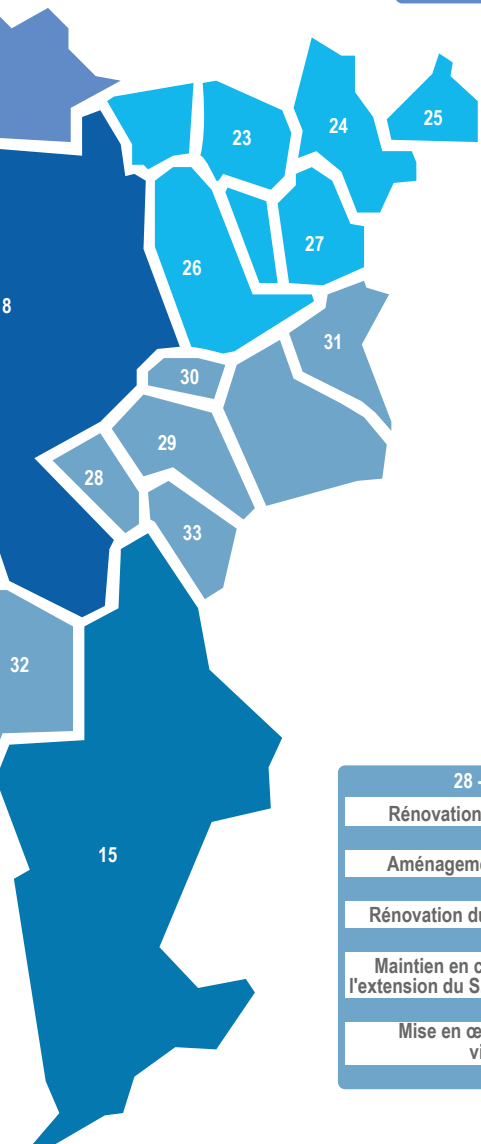 23
24
25
26
27
8
31
30
29
28
33
32
15
28 -
Rénovation
Aménagem
Rénovation du
Maintien en c
l'extension du S
Mise en œ
vi